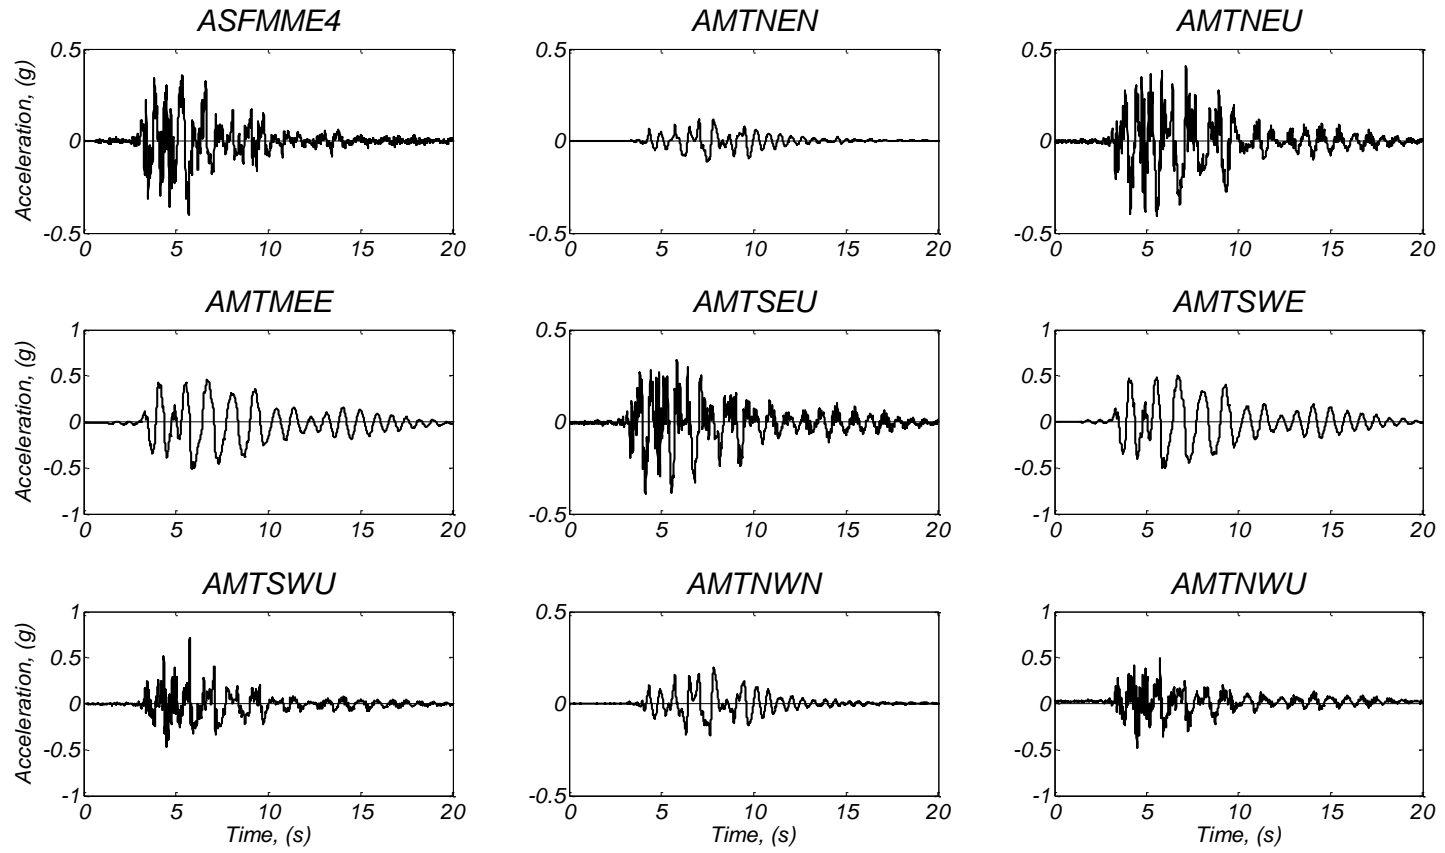 ASFMME4 AMTNEN AMTNEU
Acceleration, (g)
0.5 0.5 0.5
0 0 0
-0.5 -0.5 -0.5
0 5 10 15 20 0 5 10 15 20 0 5 10 15 20
AMTMEE AMTSEU AMTSWE
Acceleration, (g)
1 0.5 1
0.5 0.5
0 0 0
-0.5 -0.5
-1 -0.5 -1
0 5 10 15 20 0 5 10 15 20 0 5 10 15 20
AMTSWU AMTNWN AMTNWU
Acceleration, (g)
1 0.5 1
0.5 0.5
0 0 0
-0.5 -0.5
-1 -0.5 -1
0 5 10 15 20 0 5 10 15 20 0 5 10 15 20
Time, (s) Time, (s) Time, (s)